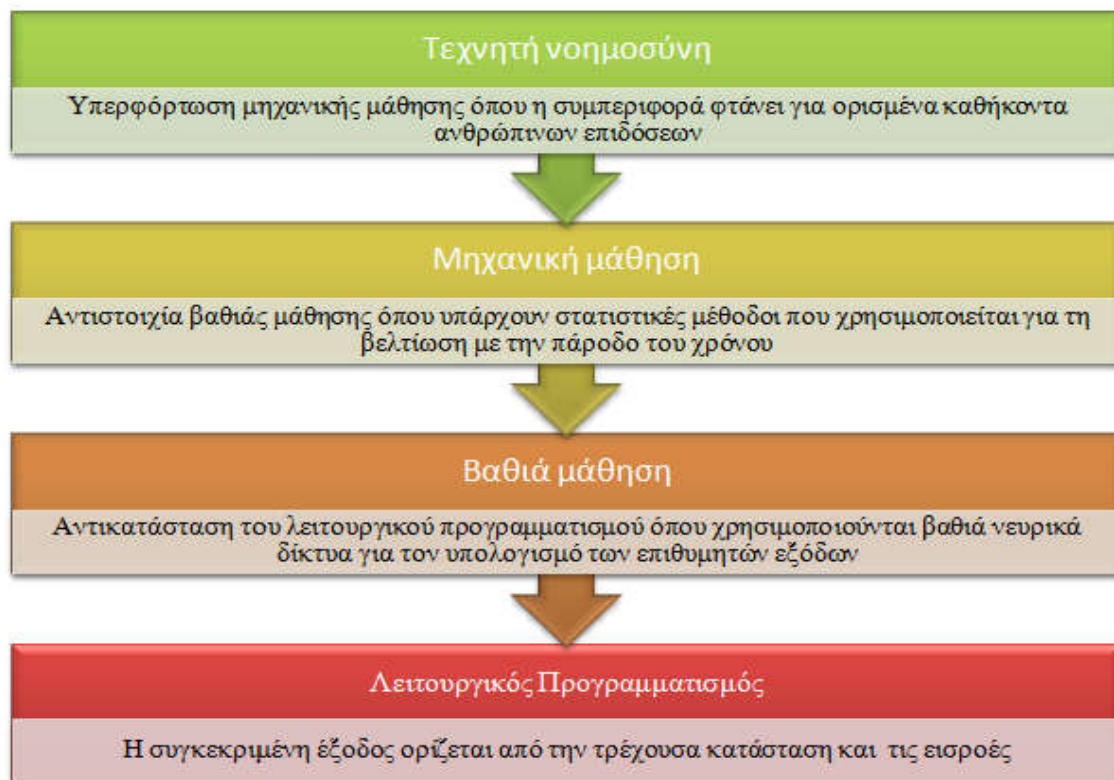 Τεχνητή νοημοσύνη
Υπερφόρτωση μηχανικής μάθησης όπου η συμπεριφορά φτάνει για ορισμένα καθήκοντα
ανθρώπινων επιδόσεων
Μηχανική μάθηση
Αντιστοιχία βαθιάς μάθησης όπου υπάρχουν στατιστικές μέθοδοι που χρησιμοποιείται για τη
βελτίωση με την πάροδο του χρόνου
Βαθιά μάθηση
Αντικατάσταση του λειτουργικού προγραμματισμού όπου χρησιμοποιούνται βαθιά νευρικά
δίκτυα για τον υπολογισμό των επιθυμητών εξόδων
Λειτουργικός Προγραμματισμός
Η συγκεκριμένη έξοδος ορίζεται από την τρέχουσα κατάσταση και τις εισροές